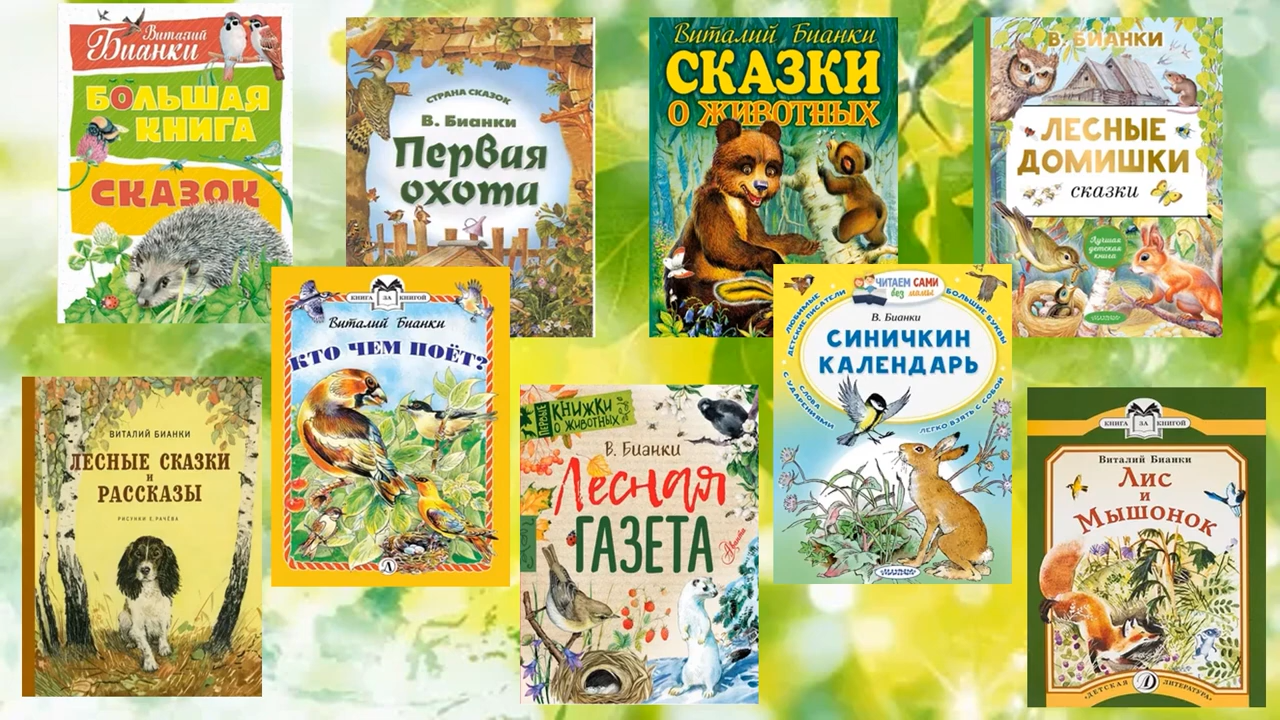 Виталий
Бианки
БОЛЬШАЯ
КНИГА
СКАЗОК
СТРАНА СКАЗОК
В. Бианки
Первая
охота
Виталий Бианки
СКАЗКИ
О ЖИВОТНЫХ
В. БИАНКИ
ЛЕСНЫЕ
ДОМИШКИ
сказки
Лучшая
детская
книга
МАЛЫШ
ВИТАЛИЙ БИАНКИ
ЛЕСНЫЕ СКАЗКИ
И
РАССКАЗЫ
РИСУНКИ Е. РАЧЁВА
КНИГА ЗА КНИГОЙ
Виталий Бианки
КТО ЧЕМ ПОЁТ?
ПЕРВЫЕ
КНИЖКИ
О ЖИВОТНЫХ
В. Бианки
Лесная
ГАЗЕТА
Аванта
ЧИТАЕМ САМИ
без мамы
ЛЮБИМЫЕ
ДЕТСКИЕ ПИСАТЕЛИ
БОЛЬШИЕ БУКВЫ
В. Бианки
СИНИЧКИН
КАЛЕНДАРЬ
СЛОВА
С УДАРЕНИЯМИ
ЛЕГКО ВЗЯТЬ С СОБОЙ
МАЛЫШ
КНИГА ЗА КНИГОЙ
Виталий Бианки
Лис
и
Мышонок
«ДЕТСКАЯ ЛИТЕРАТУРА»